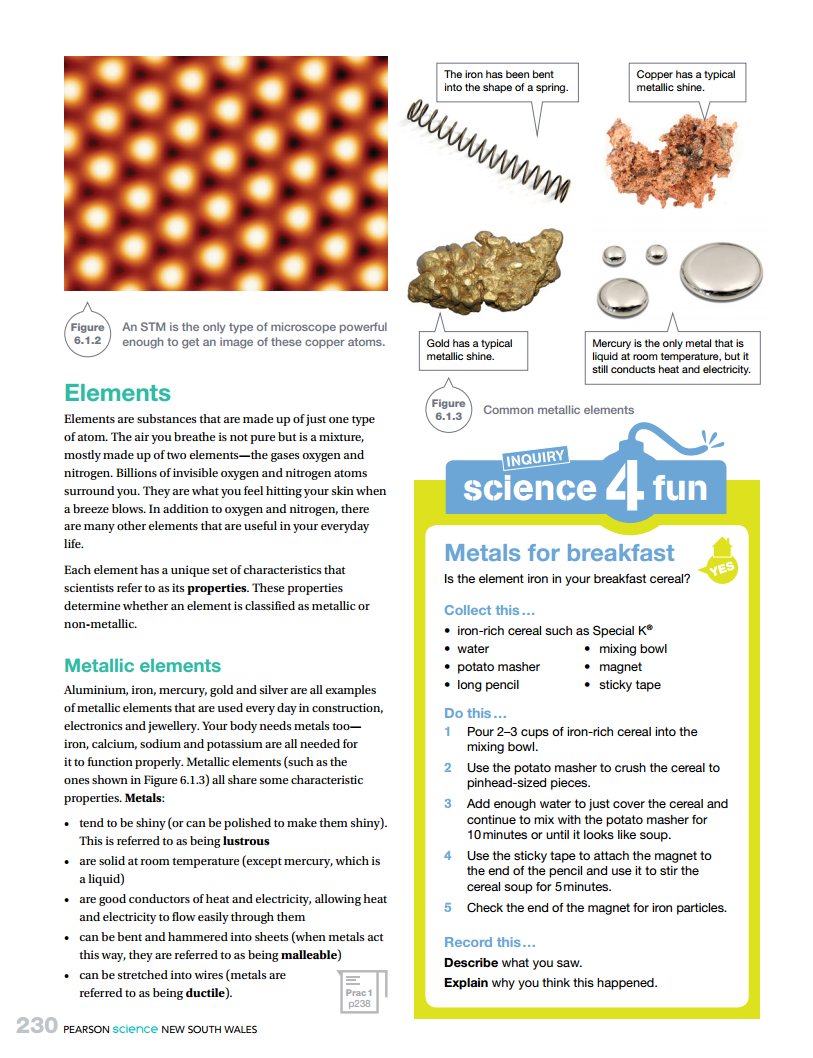 Figure
6.1.2
An STM is the only type of microscope powerful
enough to get an image of these copper atoms.
Elements
Elements are substances that are made up of just one type
of atom. The air you breathe is not pure but is a mixture,
mostly made up of two elements—the gases oxygen and
nitrogen. Billions of invisible oxygen and nitrogen atoms
surround you. They are what you feel hitting your skin when
a breeze blows. In addition to oxygen and nitrogen, there
are many other elements that are useful in your everyday
life.
Each element has a unique set of characteristics that
scientists refer to as its properties. These properties
determine whether an element is classified as metallic or
non-metallic.
Metallic elements
Aluminium, iron, mercury, gold and silver are all examples
of metallic elements that are used every day in construction,
electronics and jewellery. Your body needs metals too—
iron, calcium, sodium and potassium are all needed for
it to function properly. Metallic elements (such as the
ones shown in Figure 6.1.3) all share some characteristic
properties. Metals:
• tend to be shiny (or can be polished to make them shiny).
This is referred to as being lustrous
• are solid at room temperature (except mercury, which is
a liquid)
• are good conductors of heat and electricity, allowing heat
and electricity to flow easily through them
• can be bent and hammered into sheets (when metals act
this way, they are referred to as being malleable)
• can be stretched into wires (metals are
referred to as being ductile).
Prac 1
p238
The iron has been bent
into the shape of a spring.
Copper has a typical
metallic shine.
Gold has a typical
metallic shine.
Mercury is the only metal that is
liquid at room temperature, but it
still conducts heat and electricity.
Figure
6.1.3
Common metallic elements
INQUIRY
science 4 fun
Metals for breakfast
YES
Is the element iron in your breakfast cereal?
Collect this...
• iron-rich cereal such as Special K®
• water
• potato masher
• long pencil
• mixing bowl
• magnet
• sticky tape
Do this...
1 Pour 2–3 cups of iron-rich cereal into the
mixing bowl.
2 Use the potato masher to crush the cereal to
pinhead-sized pieces.
3 Add enough water to just cover the cereal and
continue to mix with the potato masher for
10 minutes or until it looks like soup.
4 Use the sticky tape to attach the magnet to
the end of the pencil and use it to stir the
cereal soup for 5 minutes.
5 Check the end of the magnet for iron particles.
Record this...
Describe what you saw.
Explain why you think this happened.
230 PEARSON science NEW SOUTH WALES